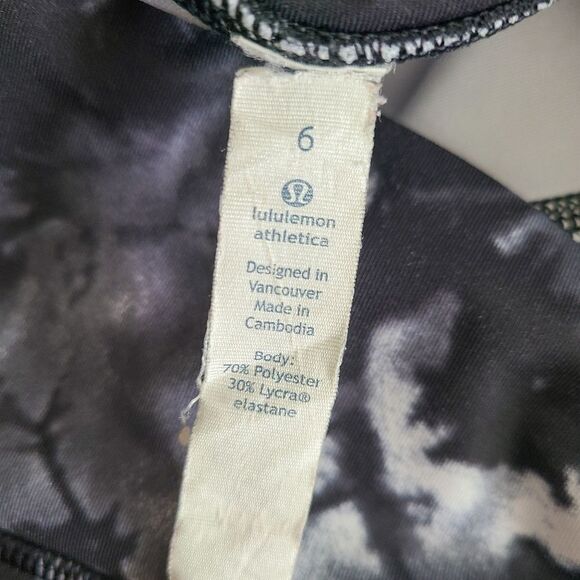 6
lululemon
athletica
Designed in
Vancouver
Made in
Cambodia
Body:
70% Polyester
30% Lycra®
elastane